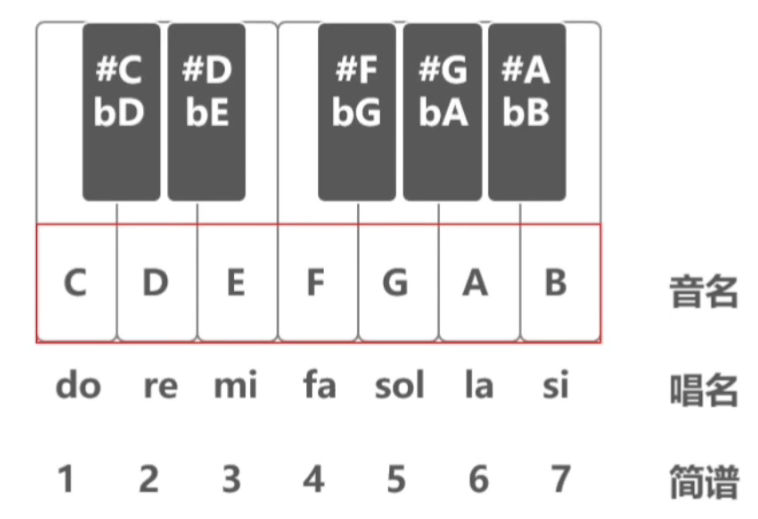 #C #D #F #G #A
bD bE bG bA bB
C D E F G A B 音名
do re mi fa sol la si 唱名
1 2 3 4 5 6 7 简谱